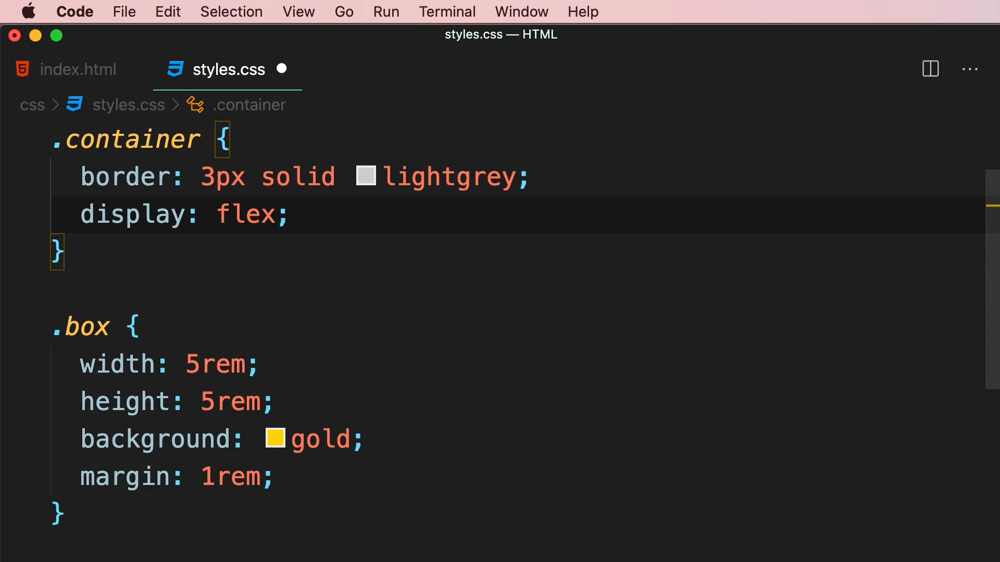 Code File Edit Selection View Go Run Terminal Window Help
styles.css — HTML
index.html styles.css
css > styles.css > .container
.container {
border: 3px solid lightgrey;
display: flex;
}
.box {
width: 5rem;
height: 5rem;
background: gold;
margin: 1rem;
}